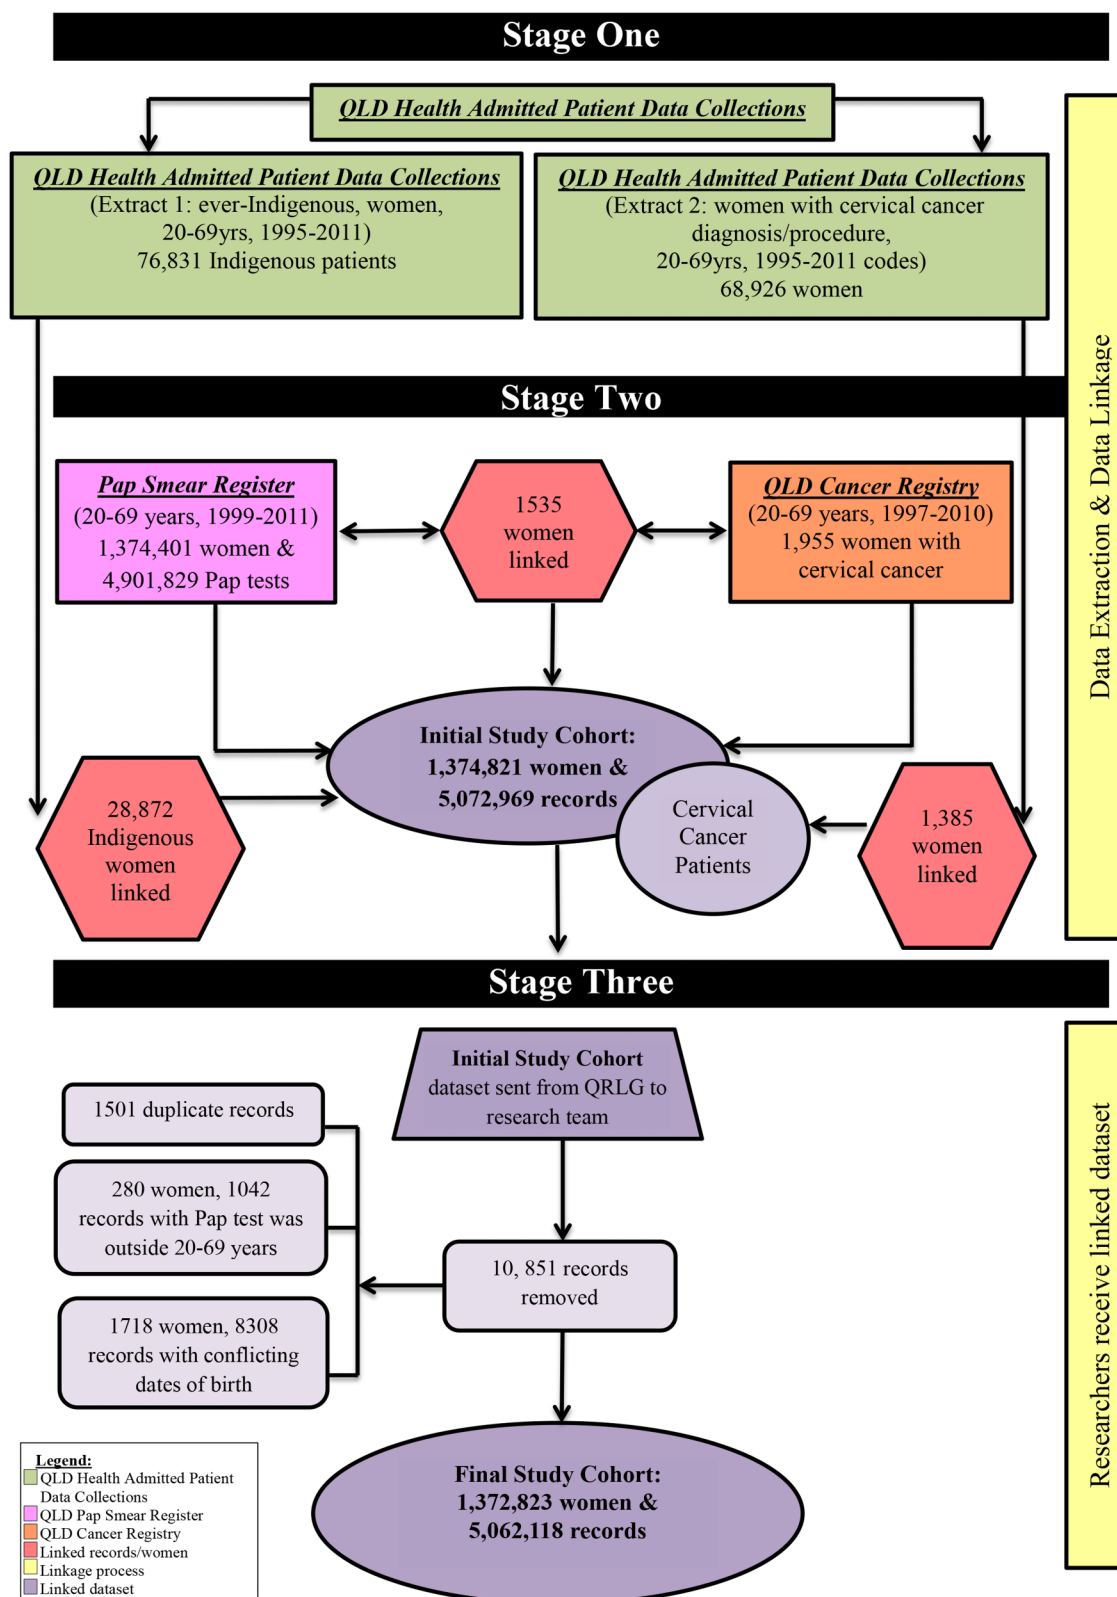 Stage One
QLD Health Admitted Patient Data Collections
QLD Health Admitted Patient Data Collections
(Extract 1: ever-Indigenous, women,
20-69yrs, 1995-2011)
76,831 Indigenous patients
QLD Health Admitted Patient Data Collections
(Extract 2: women with cervical cancer
diagnosis/procedure,
20-69yrs, 1995-2011 codes)
68,926 women
Data Extraction & Data Linkage
Stage Two
Pap Smear Register
(20-69 years, 1999-2011)
1,374,401 women &
4,901,829 Pap tests
1535
women
linked
QLD Cancer Registry
(20-69 years, 1997-2010)
1,955 women with
cervical cancer
Initial Study Cohort:
1,374,821 women &
5,072,969 records
28,872
Indigenous
women
linked
Cervical
Cancer
Patients
1,385
women
linked
Stage Three
Initial Study Cohort
dataset sent from QRLG to
research team
1501 duplicate records
280 women, 1042
records with Pap test was
outside 20-69 years
10, 851 records
removed
1718 women, 8308
records with conflicting
dates of birth
Researchers receive linked dataset
Final Study Cohort:
1,372,823 women &
5,062,118 records
Legend:
QLD Health Admitted Patient
Data Collections
QLD Pap Smear Register
QLD Cancer Registry
Linked records/women
Linkage process
Linked dataset